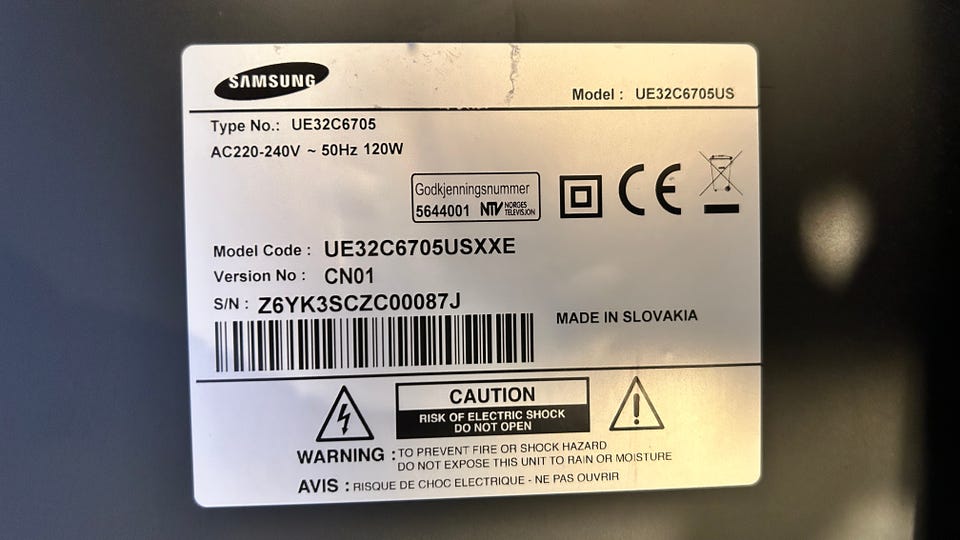 SAMSUNG
Model : UE32C6705US
Type No.: UE32C6705
AC220-240V ~ 50Hz 120W
Godkjenningsnummer
5644001 NTV NORGES TELEVISJON
CE
Model Code : UE32C6705USXXE
Version No : CN01
S/N : Z6YK3SCZC00087J
MADE IN SLOVAKIA
CAUTION
RISK OF ELECTRIC SHOCK
DO NOT OPEN
WARNING : TO PREVENT FIRE OR SHOCK HAZARD
DO NOT EXPOSE THIS UNIT TO RAIN OR MOISTURE
AVIS : RISQUE DE CHOC ELECTRIQUE - NE PAS OUVRIR